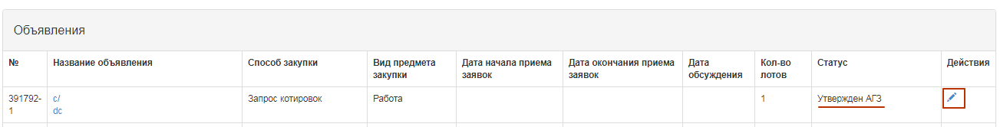 Объявления
№ Название объявления Способ закупки Вид предмета закупки Дата начала приема заявок Дата окончания приема заявок Дата обсуждения Кол-во лотов Статус Действия
391792-1 c/ dc Запрос котировок Работа 1 Утвержден АГЗ